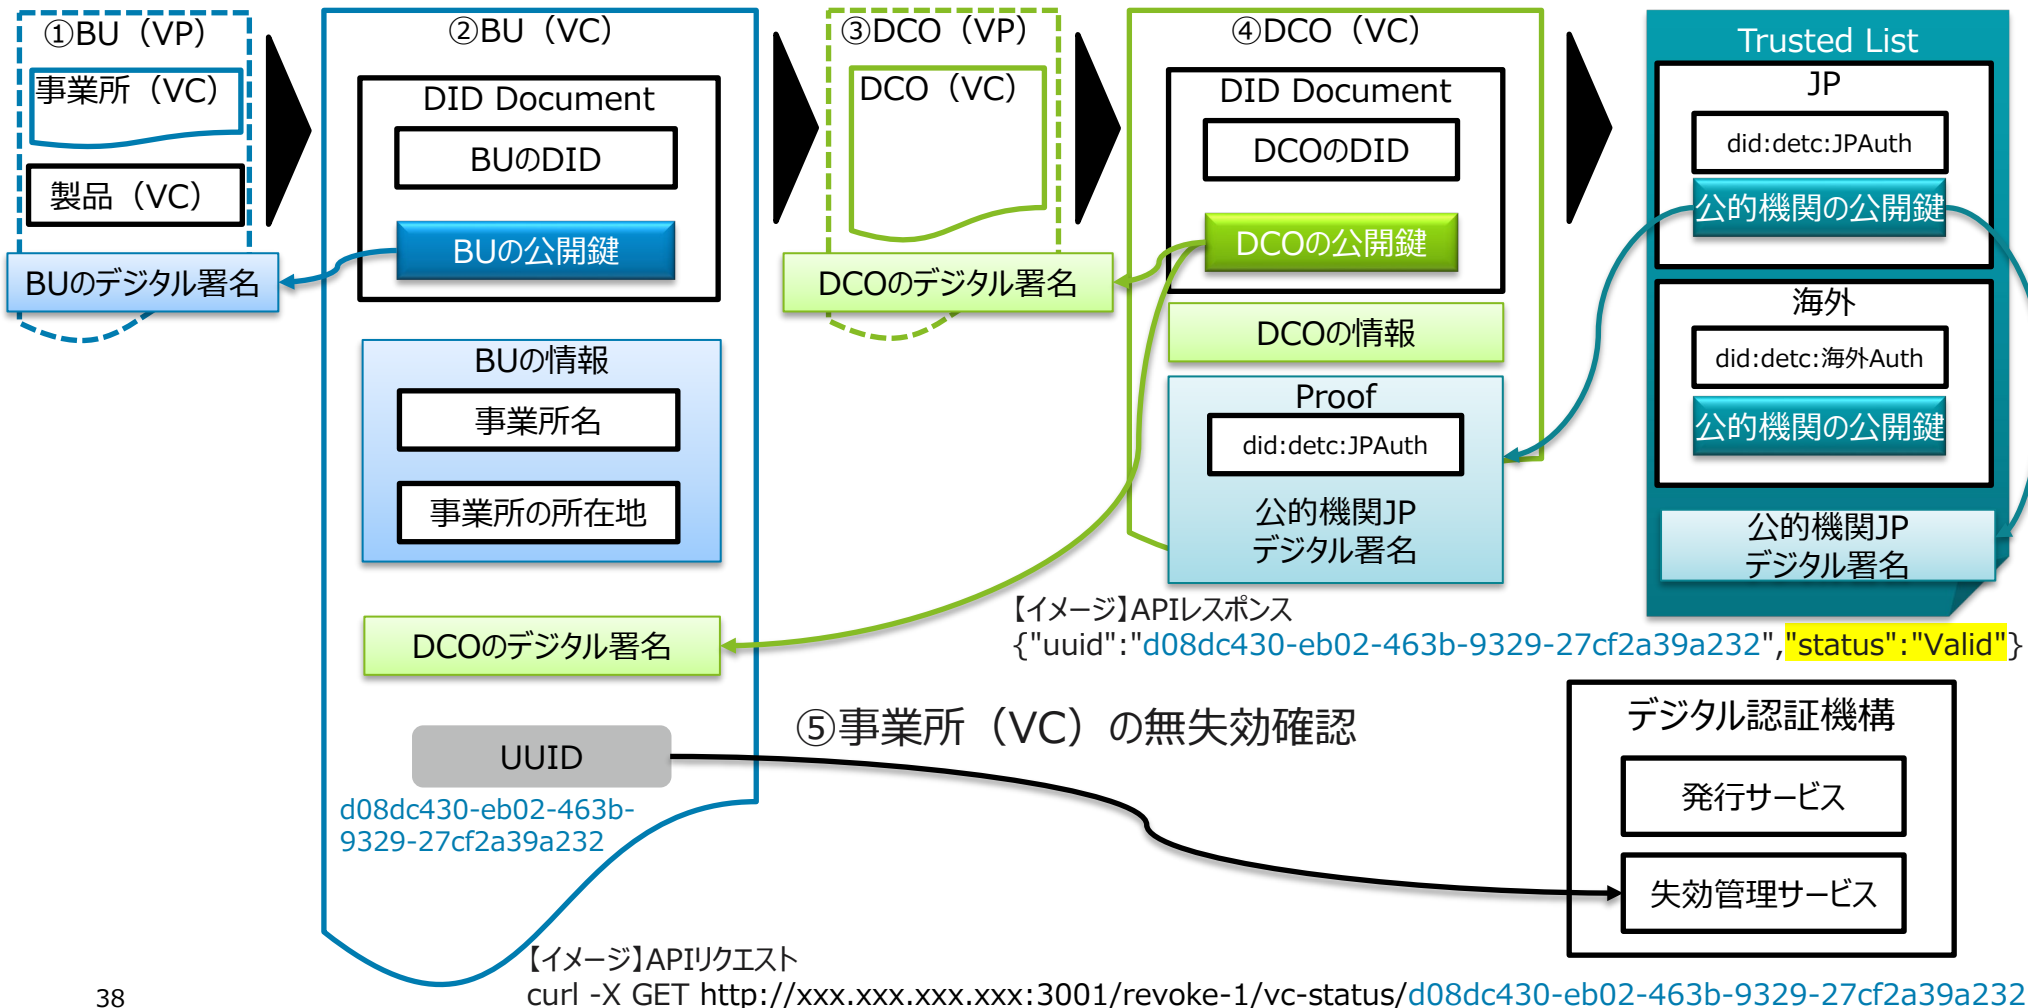 ①BU（VP）
事業所（VC）
製品（VC）
BUのデジタル署名
②BU（VC）
DID Document
BUのDID
BUの公開鍵
BUの情報
事業所名
事業所の所在地
DCOのデジタル署名
UUID
d08dc430-eb02-463b-
9329-27cf2a39a232
③DCO（VP）
DCO（VC）
DCOのデジタル署名
④DCO（VC）
DID Document
DCOのDID
DCOの公開鍵
DCOの情報
Proof
did:detc:JPAuth
公的機関JP
デジタル署名
Trusted List
JP
did:detc:JPAuth
公的機関の公開鍵
海外
did:detc:海外Auth
公的機関の公開鍵
公的機関JP
デジタル署名
【イメージ】APIレスポンス
{"uuid":"d08dc430-eb02-463b-9329-27cf2a39a232","status":"Valid"}
⑤事業所（VC）の無失効確認
デジタル認証機構
発行サービス
失効管理サービス
【イメージ】APIリクエスト
curl -X GET http://xxx.xxx.xxx.xxx:3001/revoke-1/vc-status/d08dc430-eb02-463b-9329-27cf2a39a232
38